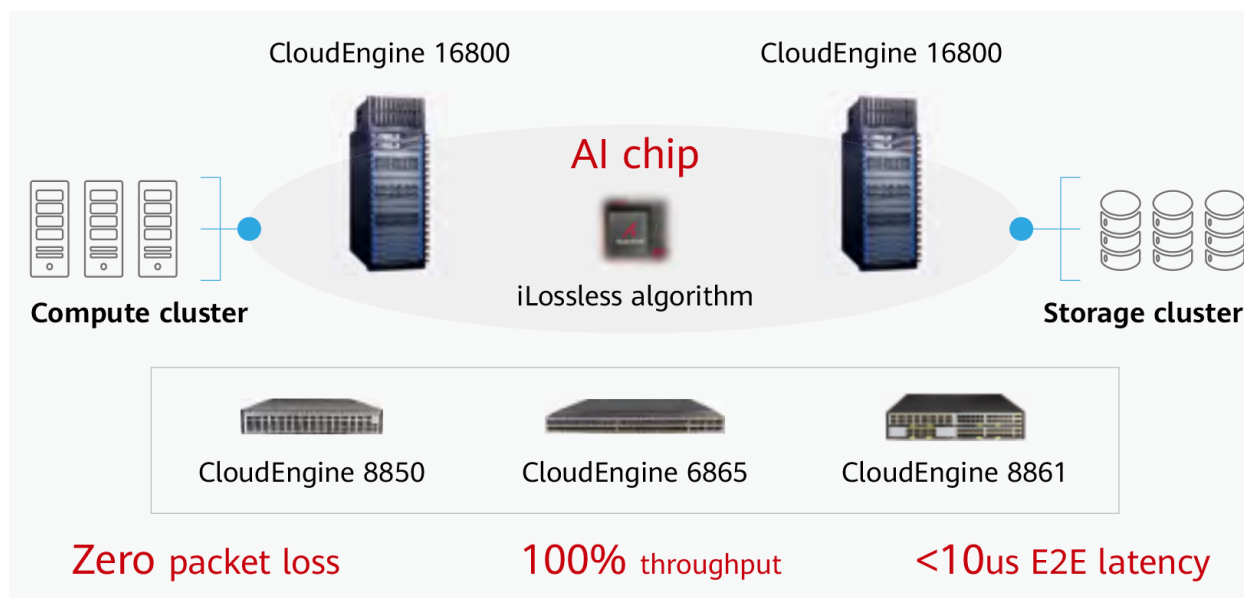 CloudEngine 16800
CloudEngine 16800
AI chip
iLossless algorithm
Compute cluster
Storage cluster
CloudEngine 8850
CloudEngine 6865
CloudEngine 8861
Zero packet loss
100% throughput
<10us E2E latency